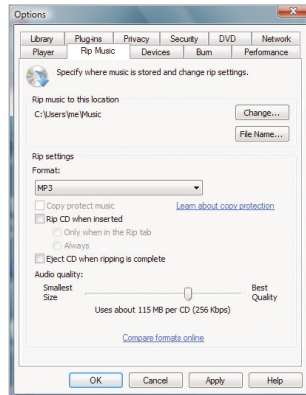 Options
Library Plug-ins Privacy Security DVD Network
Player Rip Music Devices Burn Performance
Specify where music is stored and change rip settings.
Rip music to this location
C:\Users\me\Music
Change...
File Name...
Rip settings
Format:
MP3
Copy protect music Learn about copy protection
Rip CD when inserted
Only when in the Rip tab
Always
Eject CD when ripping is complete
Audio quality:
Smallest Size
Best Quality
Uses about 115 MB per CD (256 Kbps)
Compare formats online
OK Cancel Apply Help